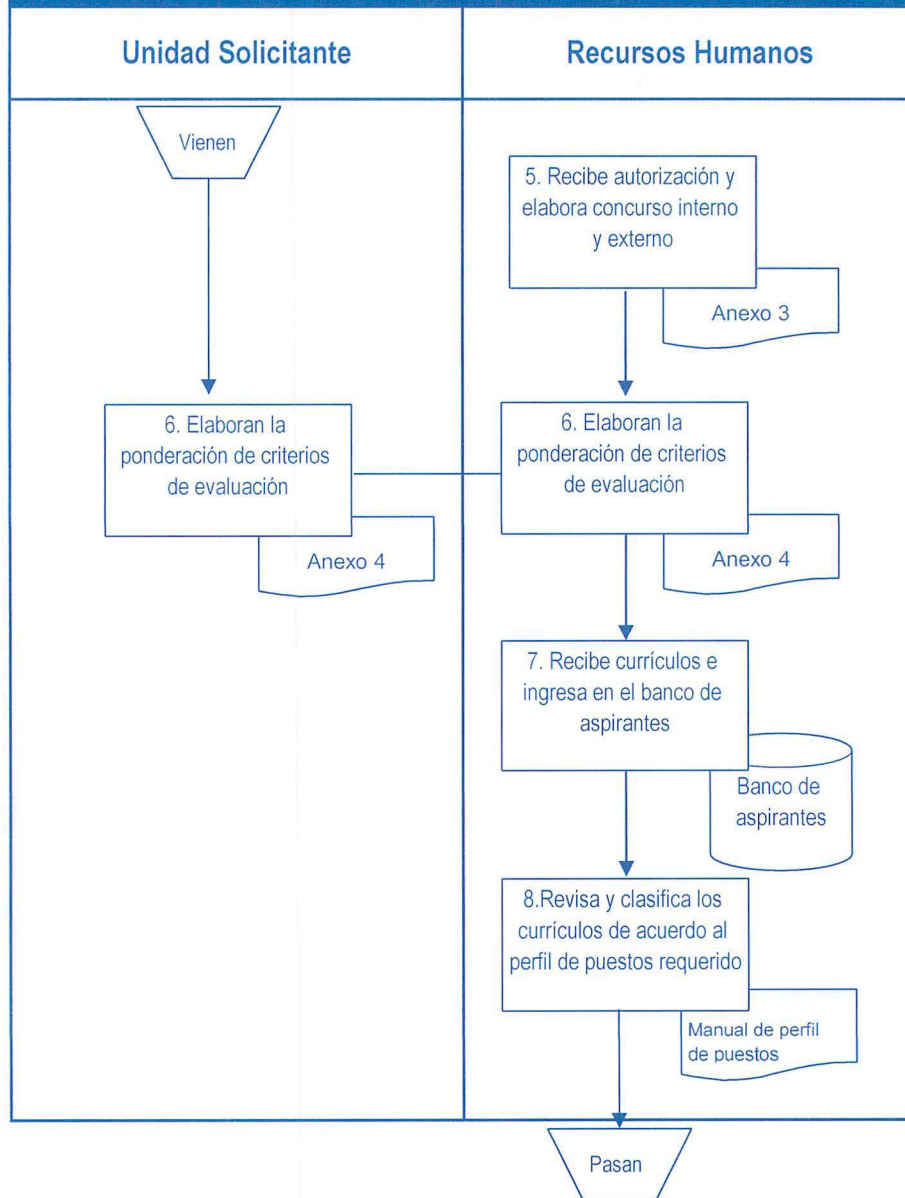 Unidad Solicitante
Recursos Humanos
Vienen
5. Recibe autorización y
elabora concurso interno
y externo
Anexo 3
6. Elaboran la
ponderación de criterios
de evaluación
Anexo 4
6. Elaboran la
ponderación de criterios
de evaluación
Anexo 4
7. Recibe currículos e
ingresa en el banco de
aspirantes
Banco de
aspirantes
8.Revisa y clasifica los
currículos de acuerdo al
perfil de puestos requerido
Manual de perfil
de puestos
Pasan